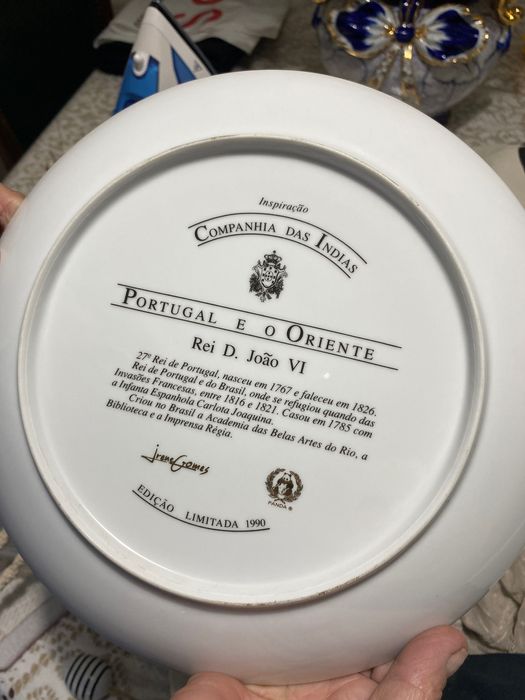 Inspiração
COMPANHIA DAS INDIAS
PORTUGAL E O ORIENTE
Rei D. João VI
27º Rei de Portugal, nasceu em 1767 e faleceu em 1826.
Rei de Portugal e do Brasil, onde se refugiou quando das
Invasões Francesas, entre 1816 e 1821. Casou em 1785 com
a Infanta Espanhola Carlota Joaquina.
Criou no Brasil a Academia das Belas Artes do Rio, a
Biblioteca e a Imprensa Régia.
Irene Gomes
PANDA ®
EDIÇÃO LIMITADA 1990